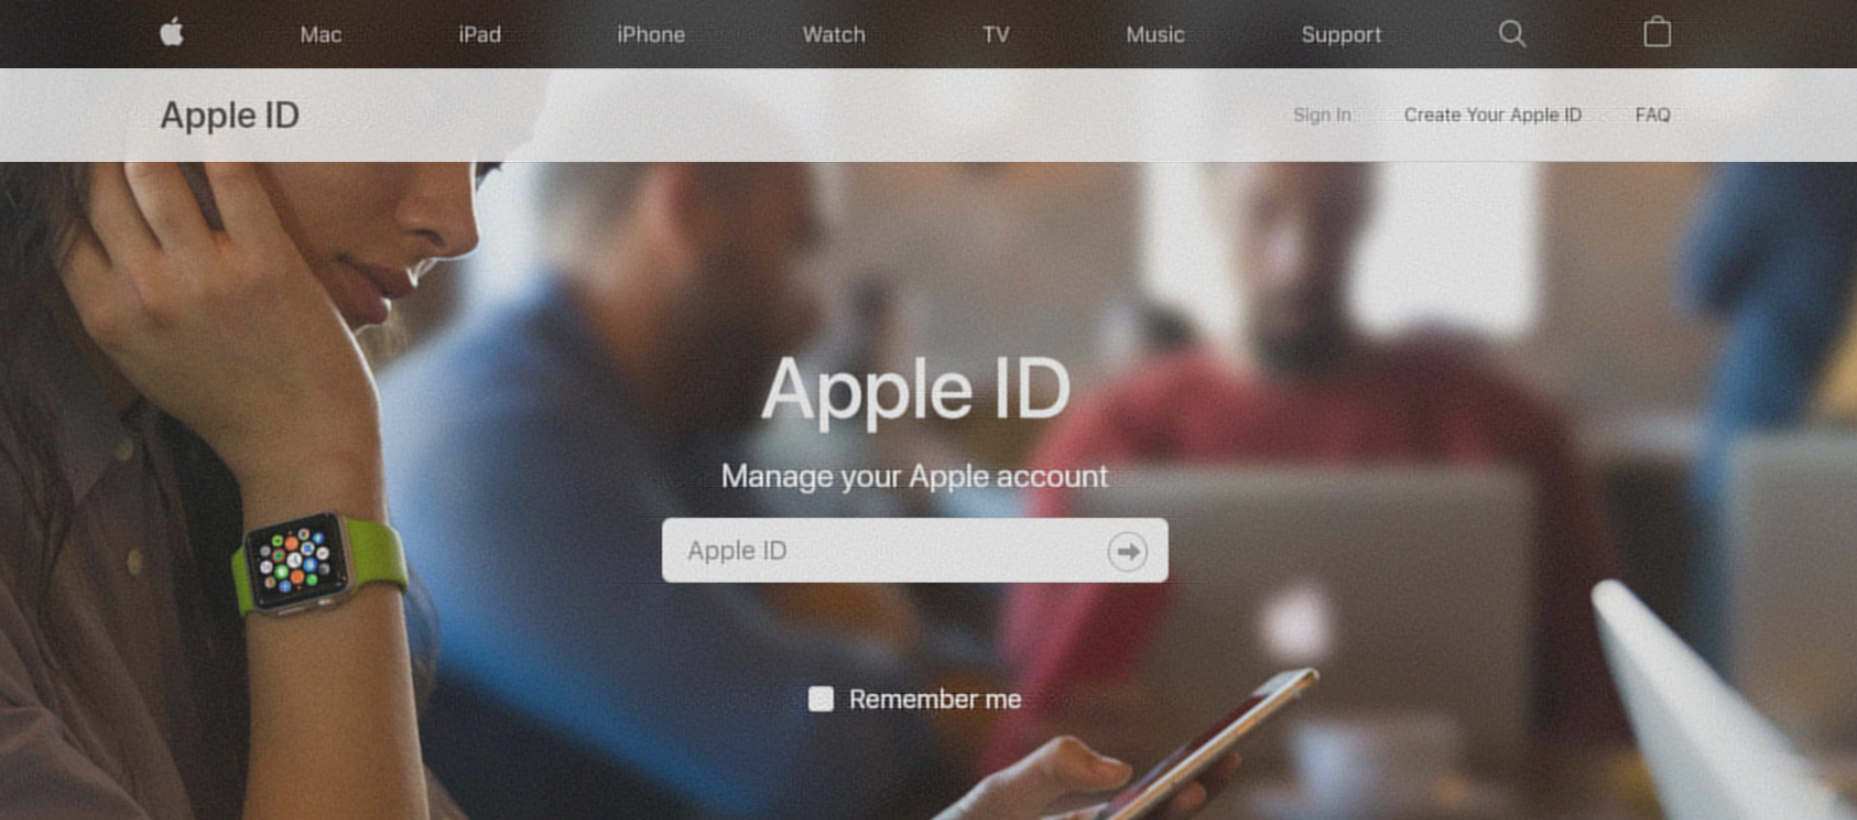 Mac iPad iPhone Watch TV Music Support
Apple ID Sign In Create Your Apple ID FAQ
Apple ID
Manage your Apple account
Apple ID
Remember me